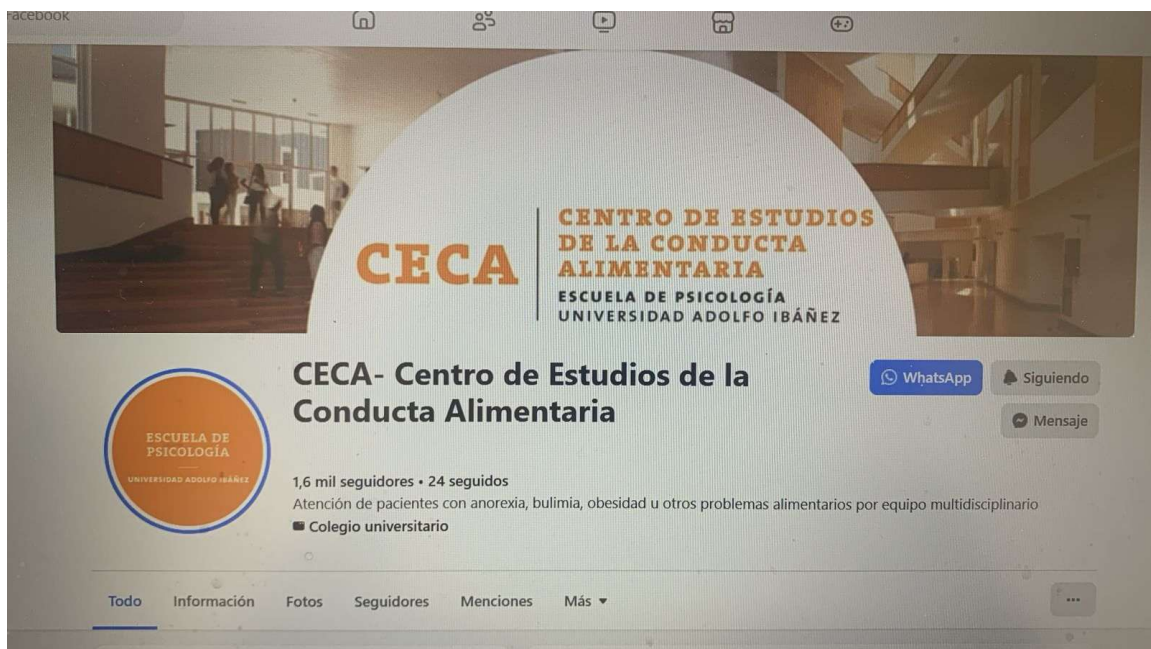 Facebook
CECA
CENTRO DE ESTUDIOS
DE LA CONDUCTA
ALIMENTARIA
ESCUELA DE PSICOLOGÍA
UNIVERSIDAD ADOLFO IBÁÑEZ
CECA- Centro de Estudios de la
Conducta Alimentaria
WhatsApp
Siguiendo
Mensaje
ESCUELA DE
PSICOLOGÍA
UNIVERSIDAD ADOLFO IBÁÑEZ
1,6 mil seguidores • 24 seguidos
Atención de pacientes con anorexia, bulimia, obesidad u otros problemas alimentarios por equipo multidisciplinario
Colegio universitario
Todo Información Fotos Seguidores Menciones Más